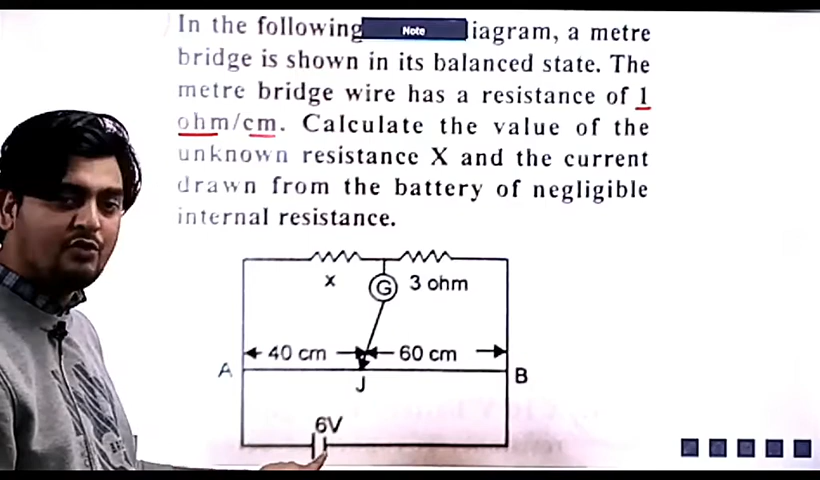 In the following Note iagram, a metre
bridge is shown in its balanced state. The
metre bridge wire has a resistance of 1
ohm/cm. Calculate the value of the
unknown resistance X and the current
drawn from the battery of negligible
internal resistance.
x G 3 ohm
40 cm 60 cm
A J B
6V